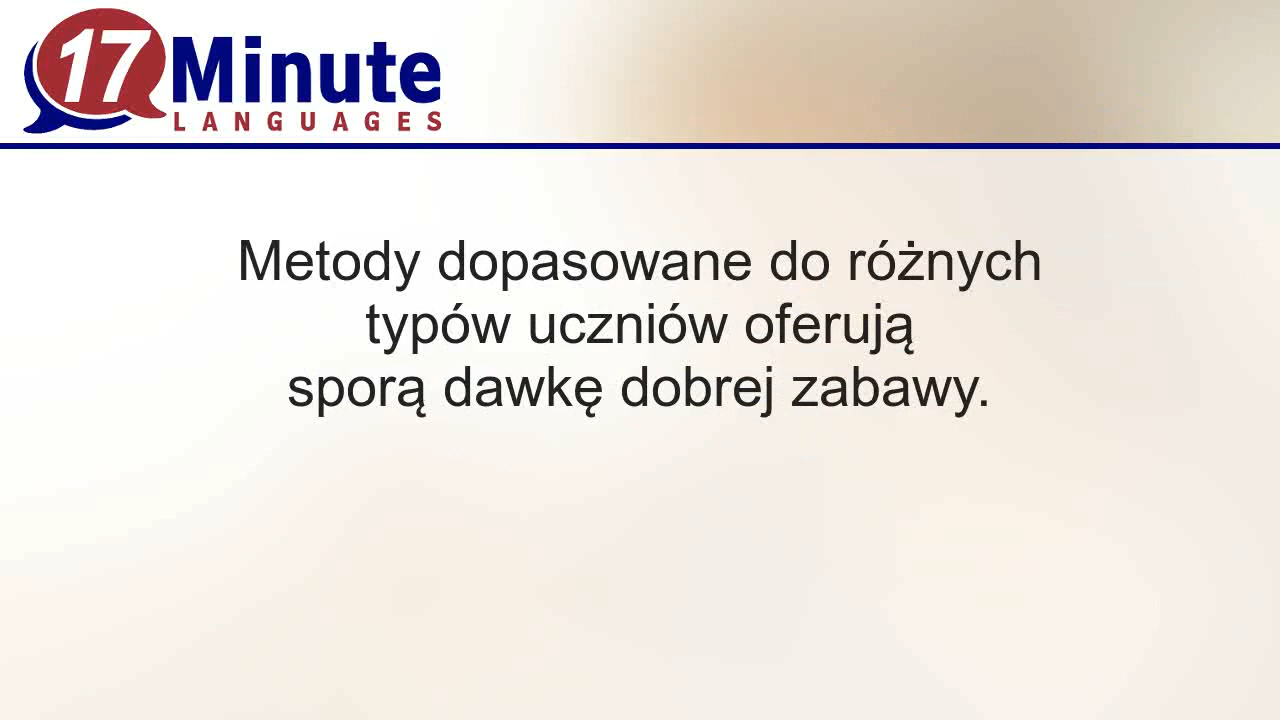 17 Minute
LANGUAGES
Metody dopasowane do różnych
typów uczniów oferują
sporą dawkę dobrej zabawy.